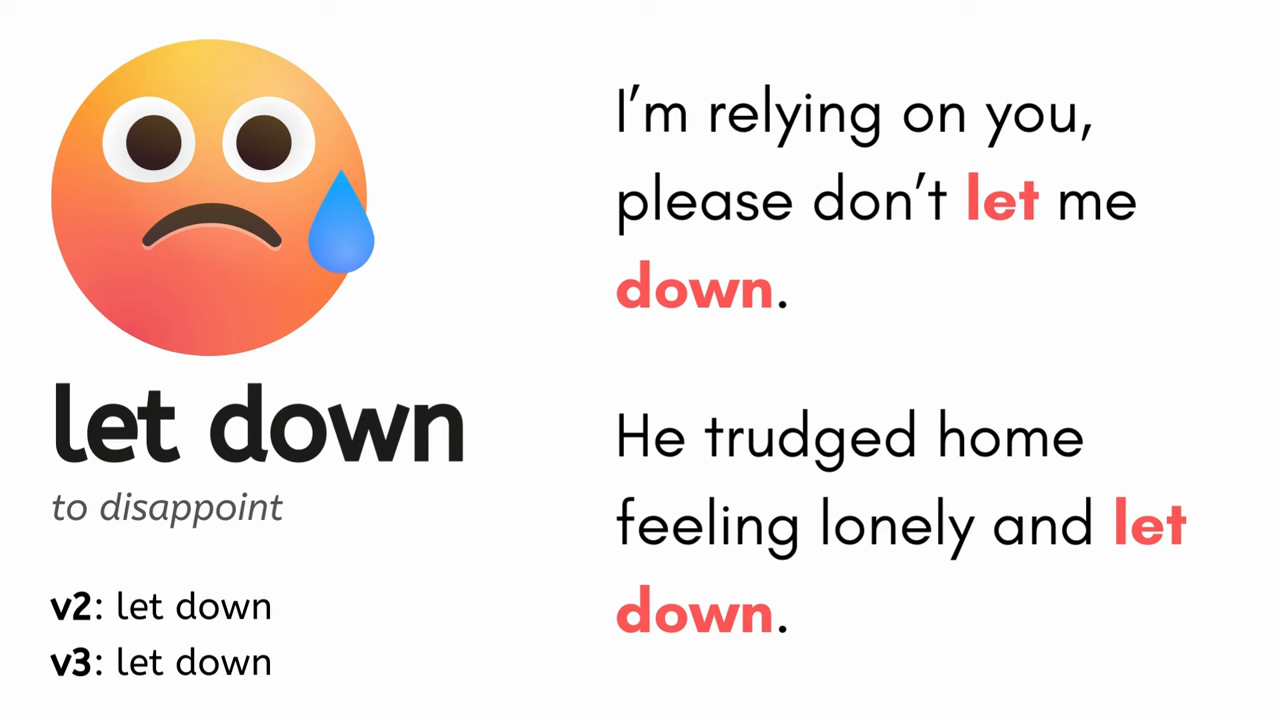 let down
to disappoint
v2: let down
v3: let down
I’m relying on you,
please don’t let me
down.
He trudged home
feeling lonely and let
down.